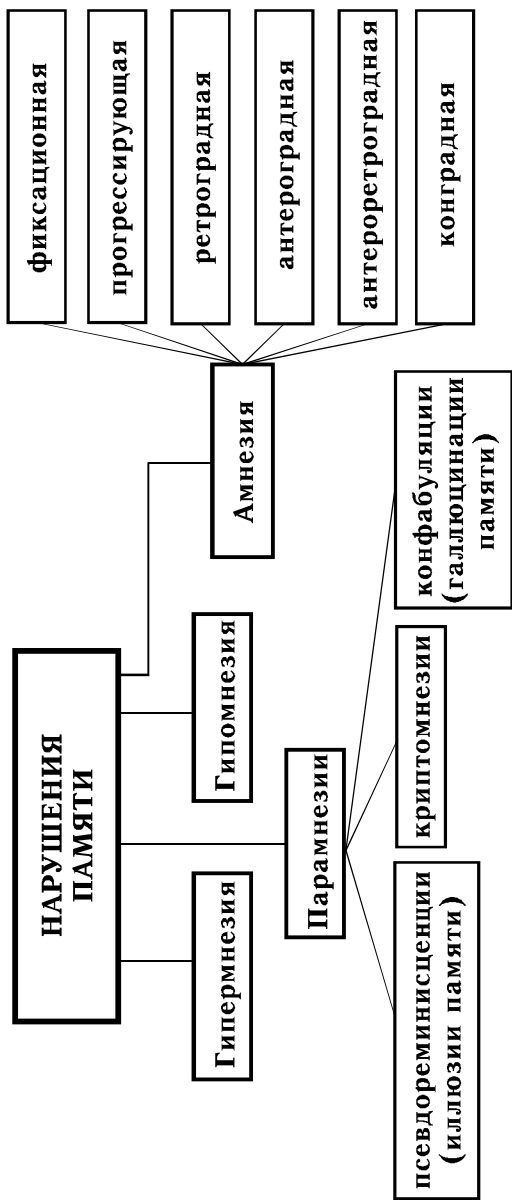 НАРУШЕНИЯ
ПАМЯТИ
Гипермнезия
Парамнезии
Гипомнезия
Амнезия
псевдореминисценции
(иллюзии памяти)
криптомнезии
конфабуляции
(галлюцинации
памяти)
фиксационная
прогрессирующая
ретроградная
антероградная
антероретроградная
конградная